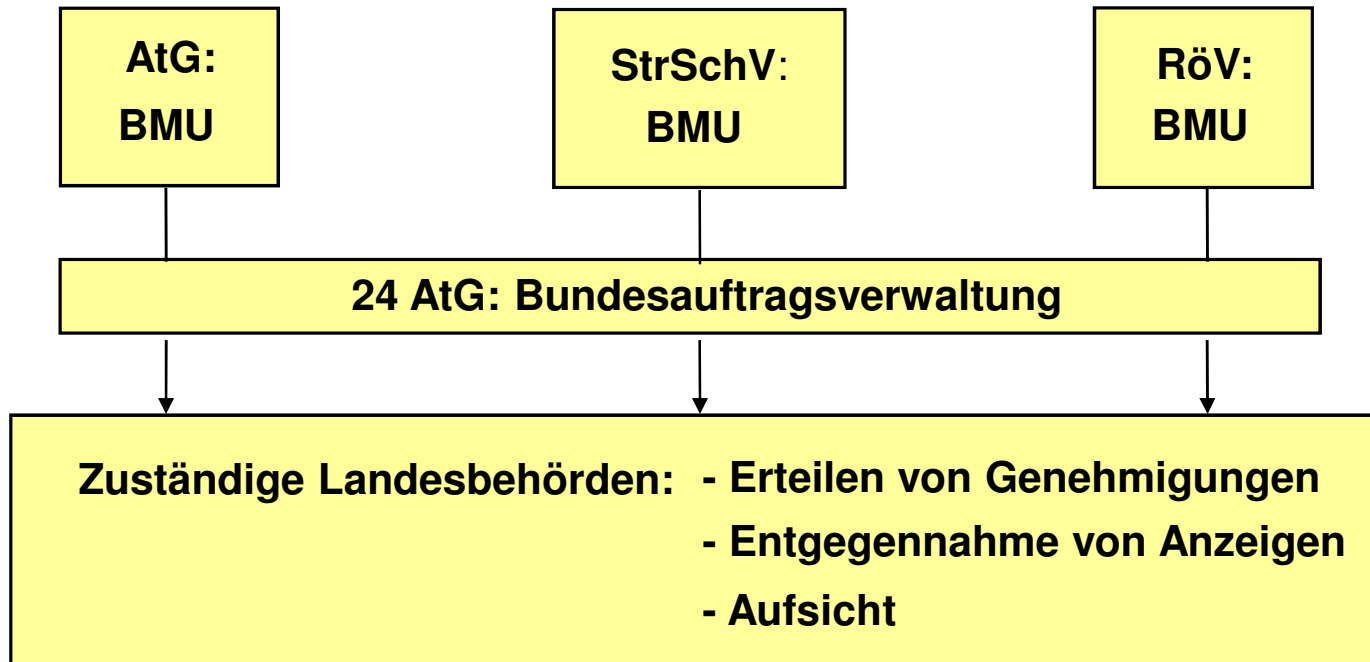 AtG:
BMU
StrSchV:
BMU
RöV:
BMU
24 AtG: Bundesauftragsverwaltung
Zuständige Landesbehörden: - Erteilen von Genehmigungen
- Entgegennahme von Anzeigen
- Aufsicht